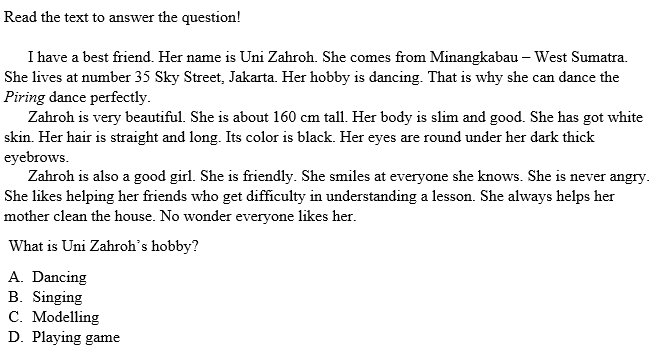 Read the text to answer the question!
I have a best friend. Her name is Uni Zahroh. She comes from Minangkabau – West Sumatra.
She lives at number 35 Sky Street, Jakarta. Her hobby is dancing. That is why she can dance the
Piring dance perfectly.
Zahroh is very beautiful. She is about 160 cm tall. Her body is slim and good. She has got white
skin. Her hair is straight and long. Its color is black. Her eyes are round under her dark thick
eyebrows.
Zahroh is also a good girl. She is friendly. She smiles at everyone she knows. She is never angry.
She likes helping her friends who get difficulty in understanding a lesson. She always helps her
mother clean the house. No wonder everyone likes her.
What is Uni Zahroh's hobby?
A. Dancing
B. Singing
C. Modelling
D. Playing game